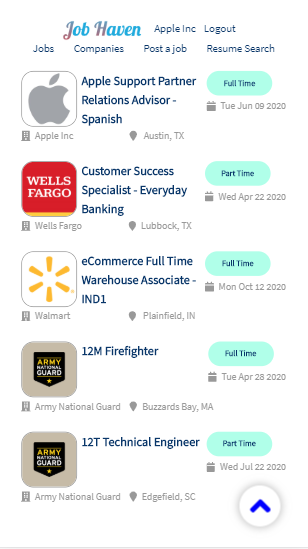 Job Haven
Apple Inc Logout
Jobs Companies Post a job Resume Search
Apple Support Partner Relations Advisor - Spanish
Full Time
Tue Jun 09 2020
Apple Inc Austin, TX
WELLS FARGO
Customer Success Specialist - Everyday Banking
Part Time
Wed Apr 22 2020
Wells Fargo Lubbock, TX
eCommerce Full Time Warehouse Associate - IND1
Full Time
Mon Oct 12 2020
Walmart Plainfield, IN
ARMY NATIONAL GUARD
12M Firefighter
Full Time
Tue Apr 28 2020
Army National Guard Buzzards Bay, MA
ARMY NATIONAL GUARD
12T Technical Engineer
Part Time
Wed Jul 22 2020
Army National Guard Edgefield, SC